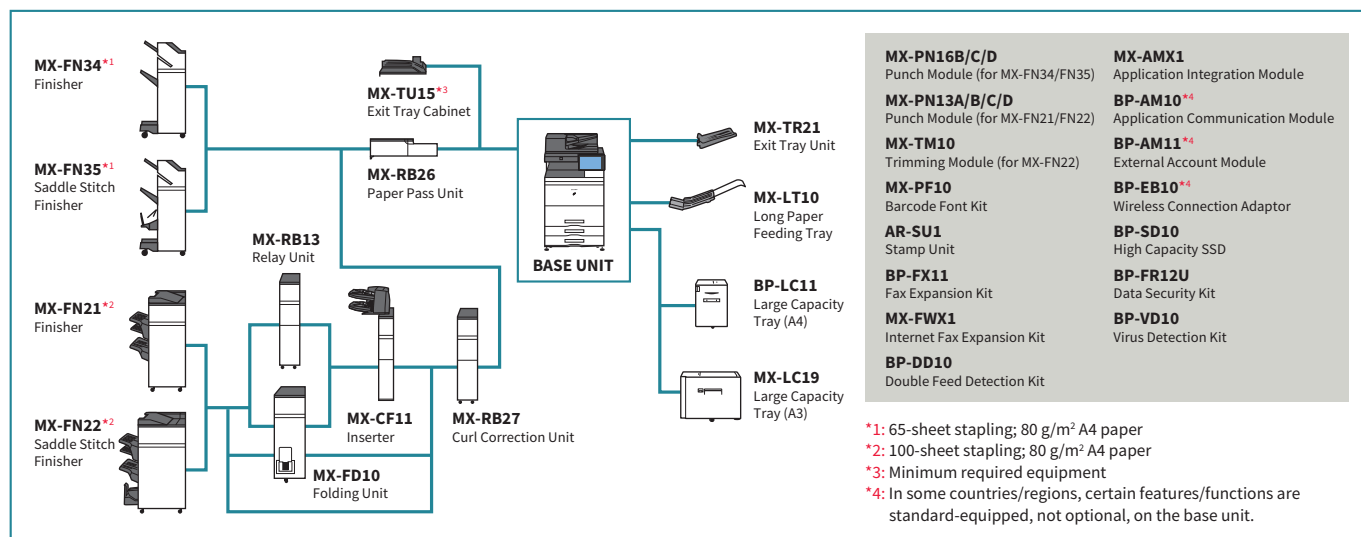 MX-FN34*1
Finisher
MX-FN35*1
Saddle Stitch
Finisher
MX-FN21*2
Finisher
MX-FN22*2
Saddle Stitch
Finisher
MX-TU15*3
Exit Tray Cabinet
MX-RB26
Paper Pass Unit
MX-RB13
Relay Unit
MX-FD10
Folding Unit
MX-CF11
Inserter
MX-RB27
Curl Correction Unit
BASE UNIT
MX-TR21
Exit Tray Unit
MX-LT10
Long Paper
Feeding Tray
BP-LC11
Large Capacity
Tray (A4)
MX-LC19
Large Capacity
Tray (A3)
MX-PN16B/C/D
Punch Module (for MX-FN34/FN35)
MX-PN13A/B/C/D
Punch Module (for MX-FN21/FN22)
MX-TM10
Trimming Module (for MX-FN22)
MX-PF10
Barcode Font Kit
AR-SU1
Stamp Unit
BP-FX11
Fax Expansion Kit
MX-FWX1
Internet Fax Expansion Kit
BP-DD10
Double Feed Detection Kit
MX-AMX1
Application Integration Module
BP-AM10*4
Application Communication Module
BP-AM11*4
External Account Module
BP-EB10*4
Wireless Connection Adaptor
BP-SD10
High Capacity SSD
BP-FR12U
Data Security Kit
BP-VD10
Virus Detection Kit
*1: 65-sheet stapling; 80 g/m² A4 paper
*2: 100-sheet stapling; 80 g/m² A4 paper
*3: Minimum required equipment
*4: In some countries/regions, certain features/functions are
standard-equipped, not optional, on the base unit.